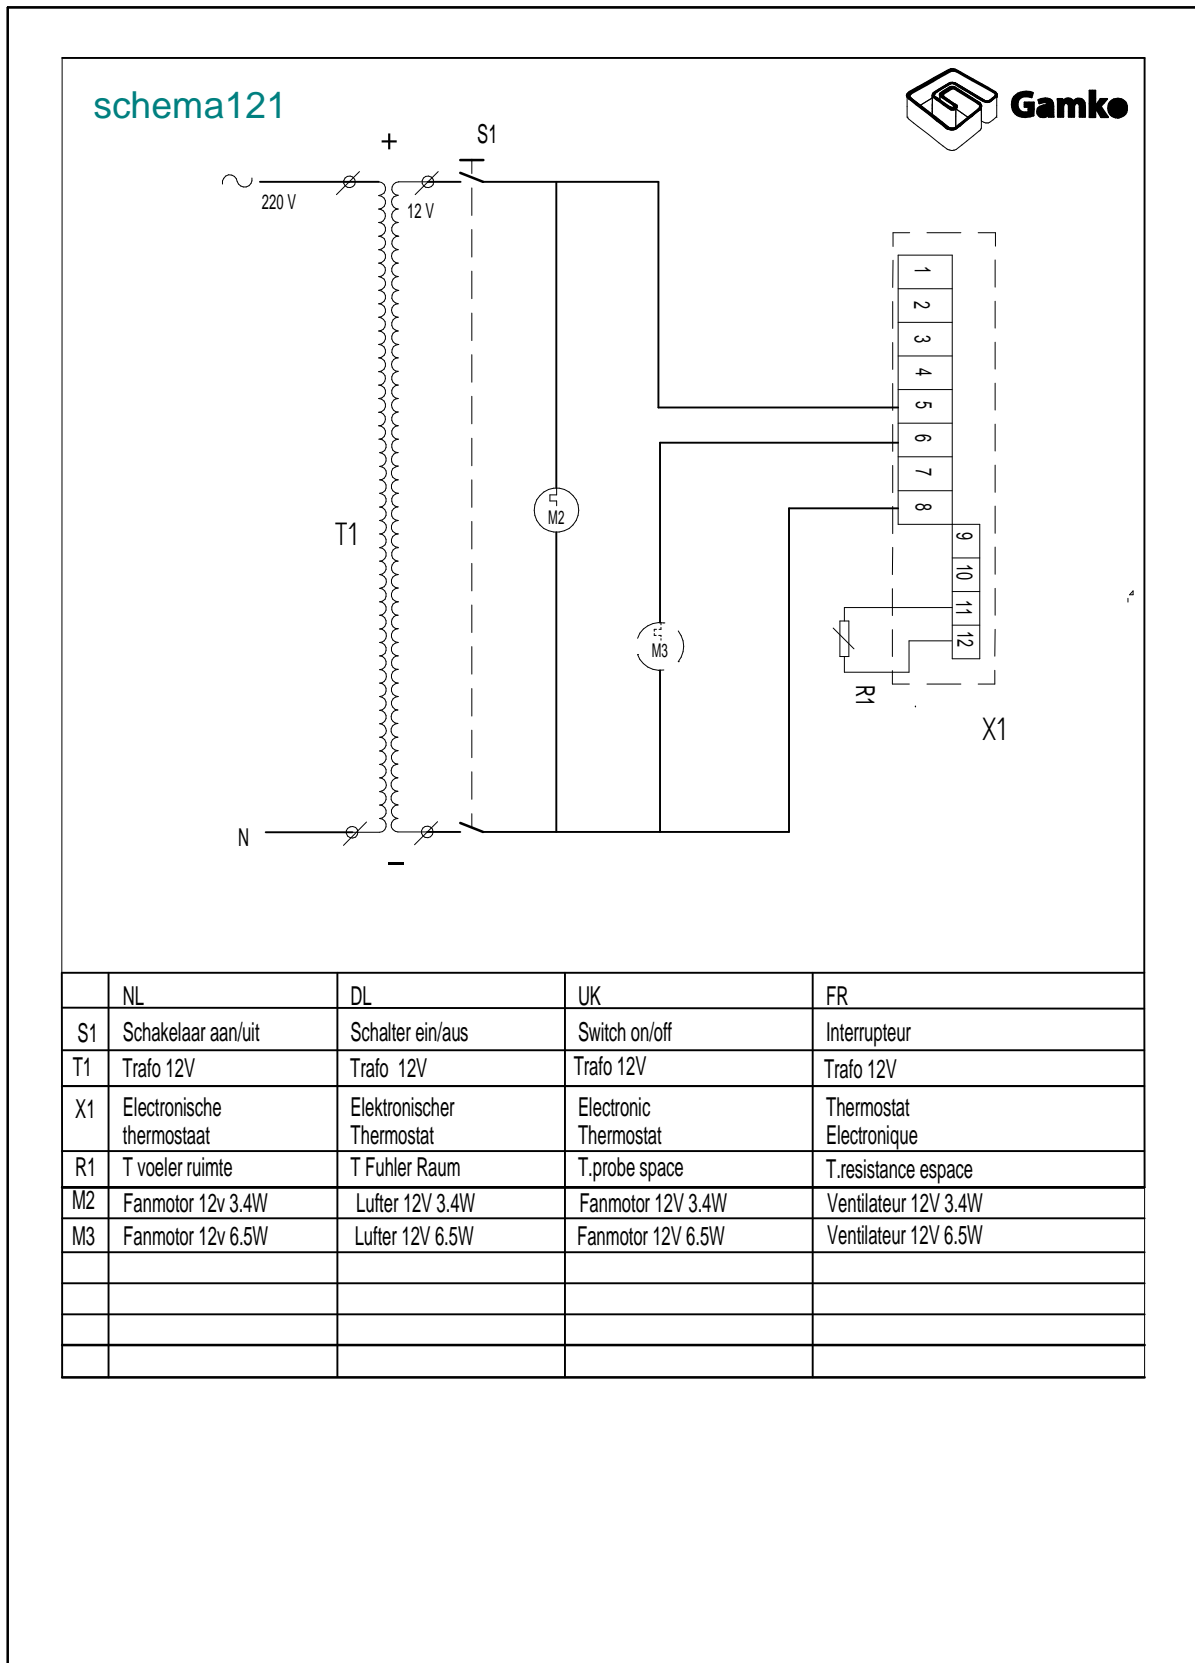 schema121
Gamko
+
S1
220 V
12 V
1
2
3
4
5
6
7
8
9
10
11
12
M2
T1
M3
R1
X1
N
−
NL DL UK FR
S1 Schakelaar aan/uit Schalter ein/aus Switch on/off Interrupteur
T1 Trafo 12V Trafo 12V Trafo 12V Trafo 12V
X1 Electronische Elektronischer Electronic Thermostat
thermostaat Thermostat Thermostat Electronique
R1 T voeler ruimte T Fuhler Raum T.probe space T.resistance espace
M2 Fanmotor 12v 3.4W Lufter 12V 3.4W Fanmotor 12V 3.4W Ventilateur 12V 3.4W
M3 Fanmotor 12v 6.5W Lufter 12V 6.5W Fanmotor 12V 6.5W Ventilateur 12V 6.5W